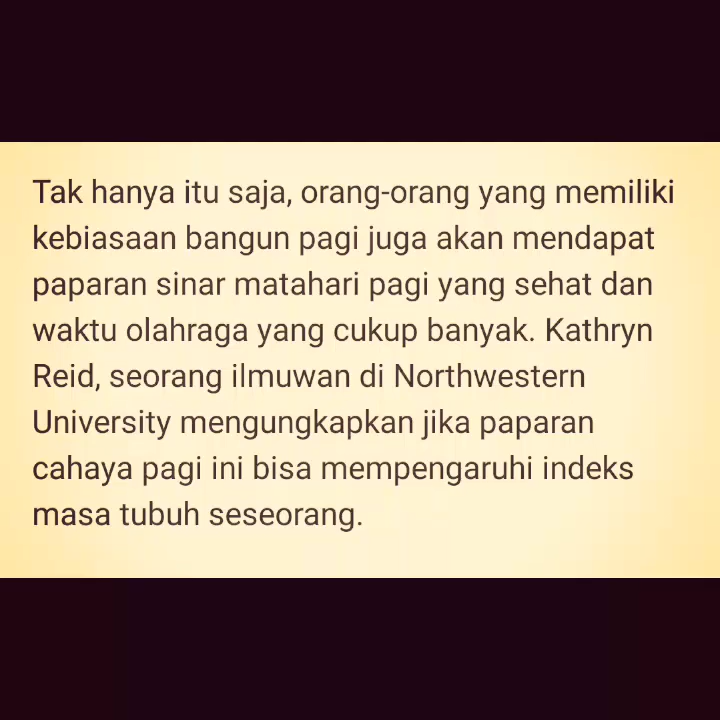 Tak hanya itu saja, orang-orang yang memiliki
kebiasaan bangun pagi juga akan mendapat
paparan sinar matahari pagi yang sehat dan
waktu olahraga yang cukup banyak. Kathryn
Reid, seorang ilmuwan di Northwestern
University mengungkapkan jika paparan
cahaya pagi ini bisa mempengaruhi indeks
masa tubuh seseorang.